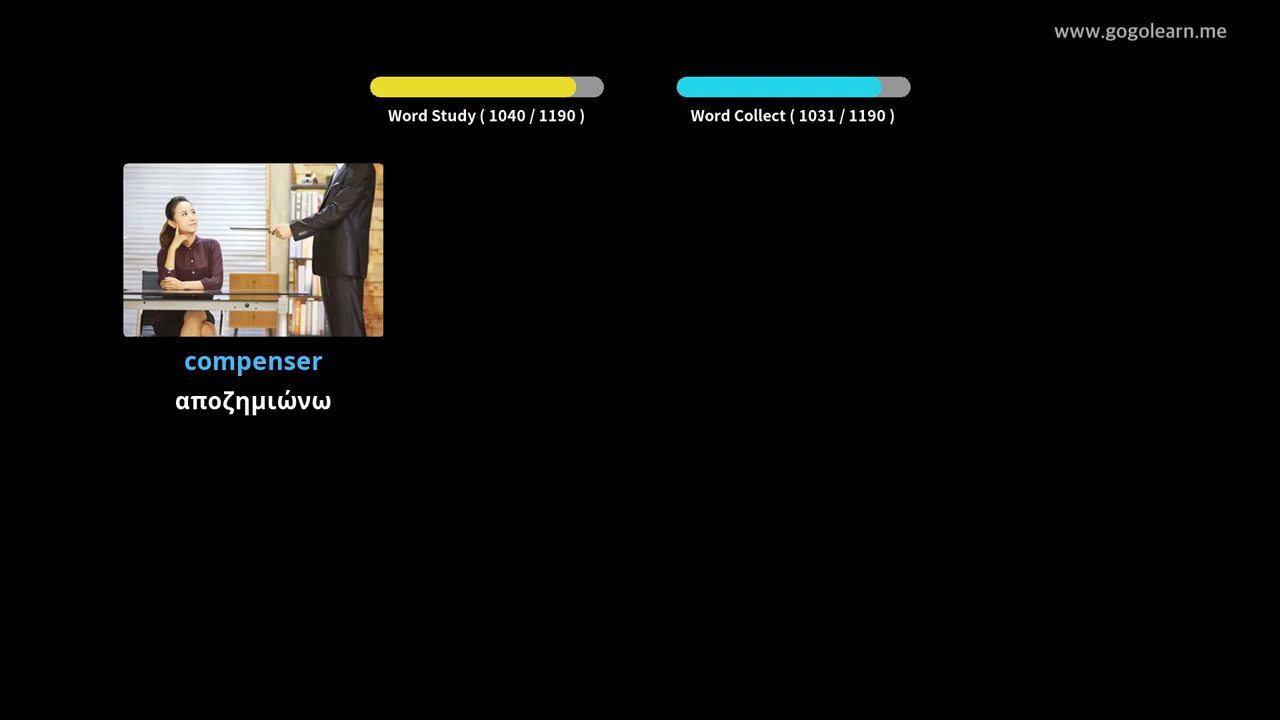 www.gogolearn.me
Word Study ( 1040 / 1190 )
Word Collect ( 1031 / 1190 )
compenser
αποζημιώνω